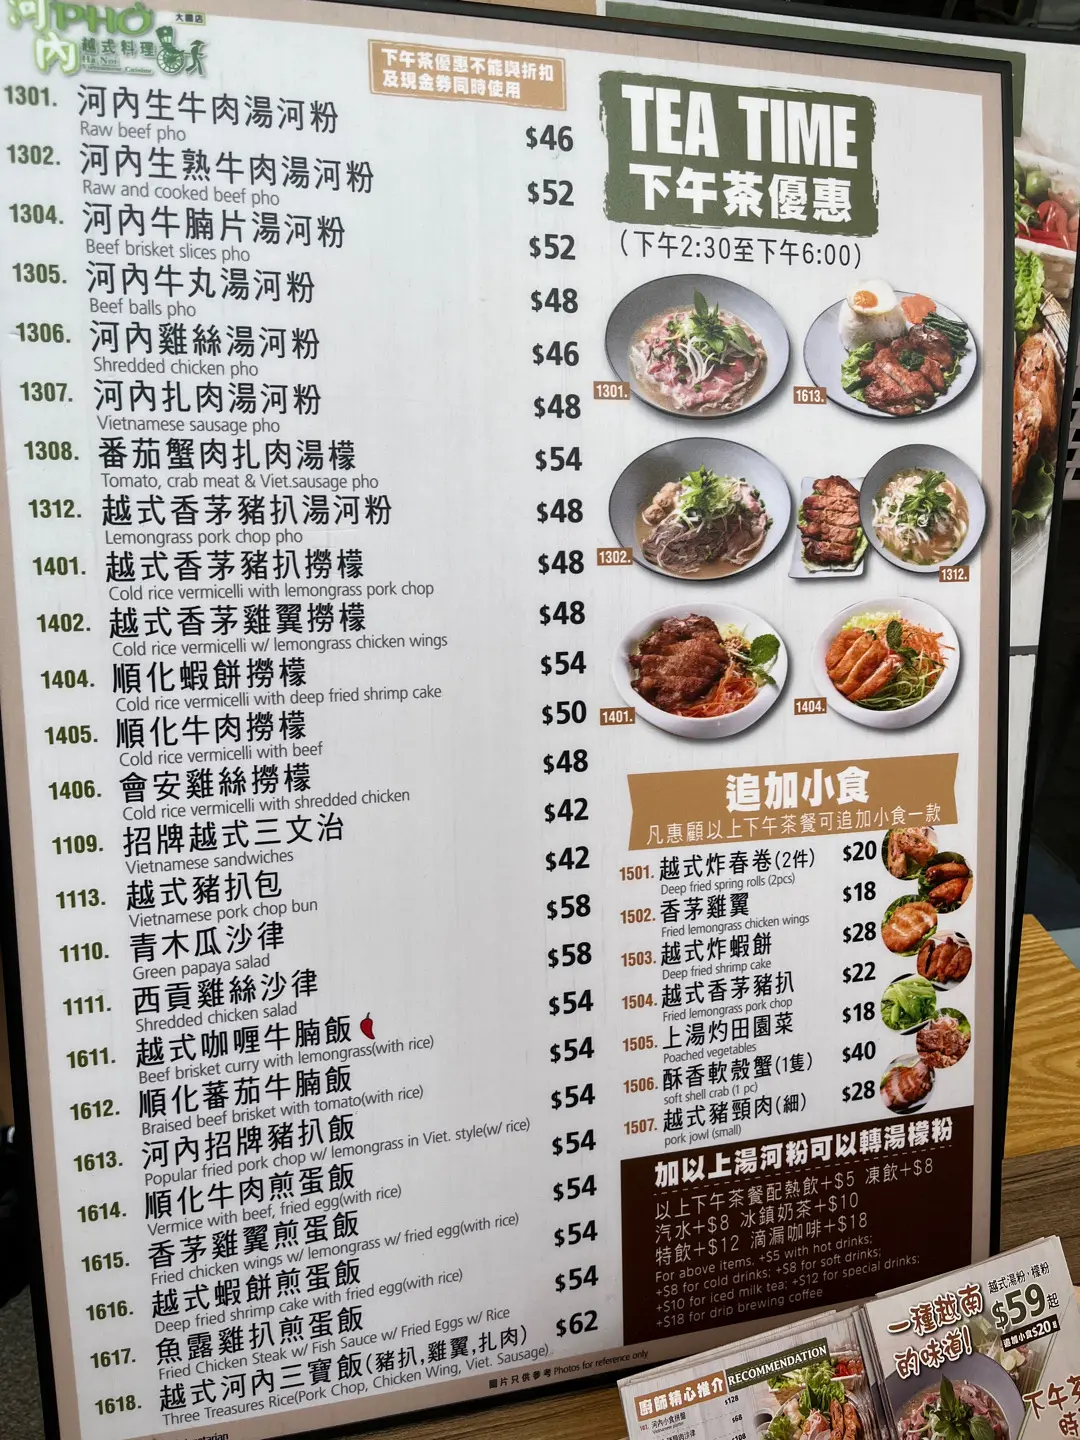 河內 PHỞ 大圍店
越式料理
Ha Noi
Vietnamese Cuisine
下午茶優惠不能與折扣
及現金券同時使用
1301. 河內生牛肉湯河粉 $46
Raw beef pho
1302. 河內生熟牛肉湯河粉 $52
Raw and cooked beef pho
1304. 河內牛腩片湯河粉 $52
Beef brisket slices pho
1305. 河內牛丸湯河粉 $48
Beef balls pho
1306. 河內雞絲湯河粉 $46
Shredded chicken pho
1307. 河內扎肉湯河粉 $48
Vietnamese sausage pho
1308. 番茄蟹肉扎肉湯檬 $54
Tomato, crab meat & Viet.sausage pho
1312. 越式香茅豬扒湯河粉 $48
Lemongrass pork chop pho
1401. 越式香茅豬扒撈檬 $48
Cold rice vermicelli with lemongrass pork chop
1402. 越式香茅雞翼撈檬 $48
Cold rice vermicelli w/ lemongrass chicken wings
1404. 順化蝦餅撈檬 $54
Cold rice vermicelli with deep fried shrimp cake
1405. 順化牛肉撈檬 $50
Cold rice vermicelli with beef
1406. 會安雞絲撈檬 $48
Cold rice vermicelli with shredded chicken
1109. 招牌越式三文治 $42
Vietnamese sandwiches
1113. 越式豬扒包 $42
Vietnamese pork chop bun
1110. 青木瓜沙律 $58
Green papaya salad
1111. 西貢雞絲沙律 $58
Shredded chicken salad
1611. 越式咖喱牛腩飯 $54
Beef brisket curry with lemongrass(with rice)
1612. 順化蕃茄牛腩飯 $54
Braised beef brisket with tomato(with rice)
1613. 河內招牌豬扒飯 $54
Popular fried pork chop w/ lemongrass in Viet. style(w/ rice)
1614. 順化牛肉煎蛋飯 $54
Vermice with beef, fried egg(with rice)
1615. 香茅雞翼煎蛋飯 $54
Fried chicken wings w/ lemongrass w/ fried egg(with rice)
1616. 越式蝦餅煎蛋飯 $54
Deep fried shrimp cake with fried egg(with rice)
1617. 魚露雞扒煎蛋飯 $54
Fried Chicken Steak w/ Fish Sauce w/ Fried Eggs w/ Rice
1618. 越式河內三寶飯(豬扒,雞翼,扎肉) $62
Three Treasures Rice(Pork Chop, Chicken Wing, Viet. Sausage)
圖片只供參考 Photos for reference only
TEA TIME
下午茶優惠
(下午2:30至下午6:00)
1301.
1613.
1302.
1312.
1401.
1404.
追加小食
凡惠顧以上下午茶餐可追加小食一款
1501. 越式炸春卷(2件) $20
Deep fried spring rolls (2pcs)
1502. 香茅雞翼 $18
Fried lemongrass chicken wings
1503. 越式炸蝦餅 $28
Deep fried shrimp cake
1504. 越式香茅豬扒 $22
Fried lemongrass pork chop
1505. 上湯灼田園菜 $18
Poached vegetables
1506. 酥香軟殼蟹(1隻) $40
soft shell crab (1 pc)
1507. 越式豬頸肉(細) $28
pork jowl (small)
加以上湯河粉可以轉湯檬粉
以上下午茶餐配熱飲+$5 凍飲+$8
汽水+$8 冰鎮奶茶+$10
特飲+$12 滴漏咖啡+$18
For above items, +$5 with hot drinks;
+$8 for cold drinks; +$8 for soft drinks;
+$10 for iced milk tea; +$12 for special drinks;
+$18 for drip brewing coffee
廚師精心推介 RECOMMENDATION
$128
$68
$108
一種越南
的味道!
越式湯粉·檬粉
$59起
追加小食$20起
下午茶
時